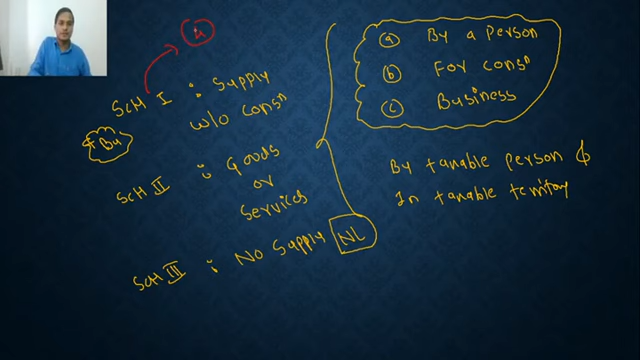 SCH I : Supply
w/o Consn
+ Bu
SCH II : Goods
or
Services
SCH III : No Supply NL
(a) By a person
(b) For consn
(c) Business
By taxable person &
In taxable territory